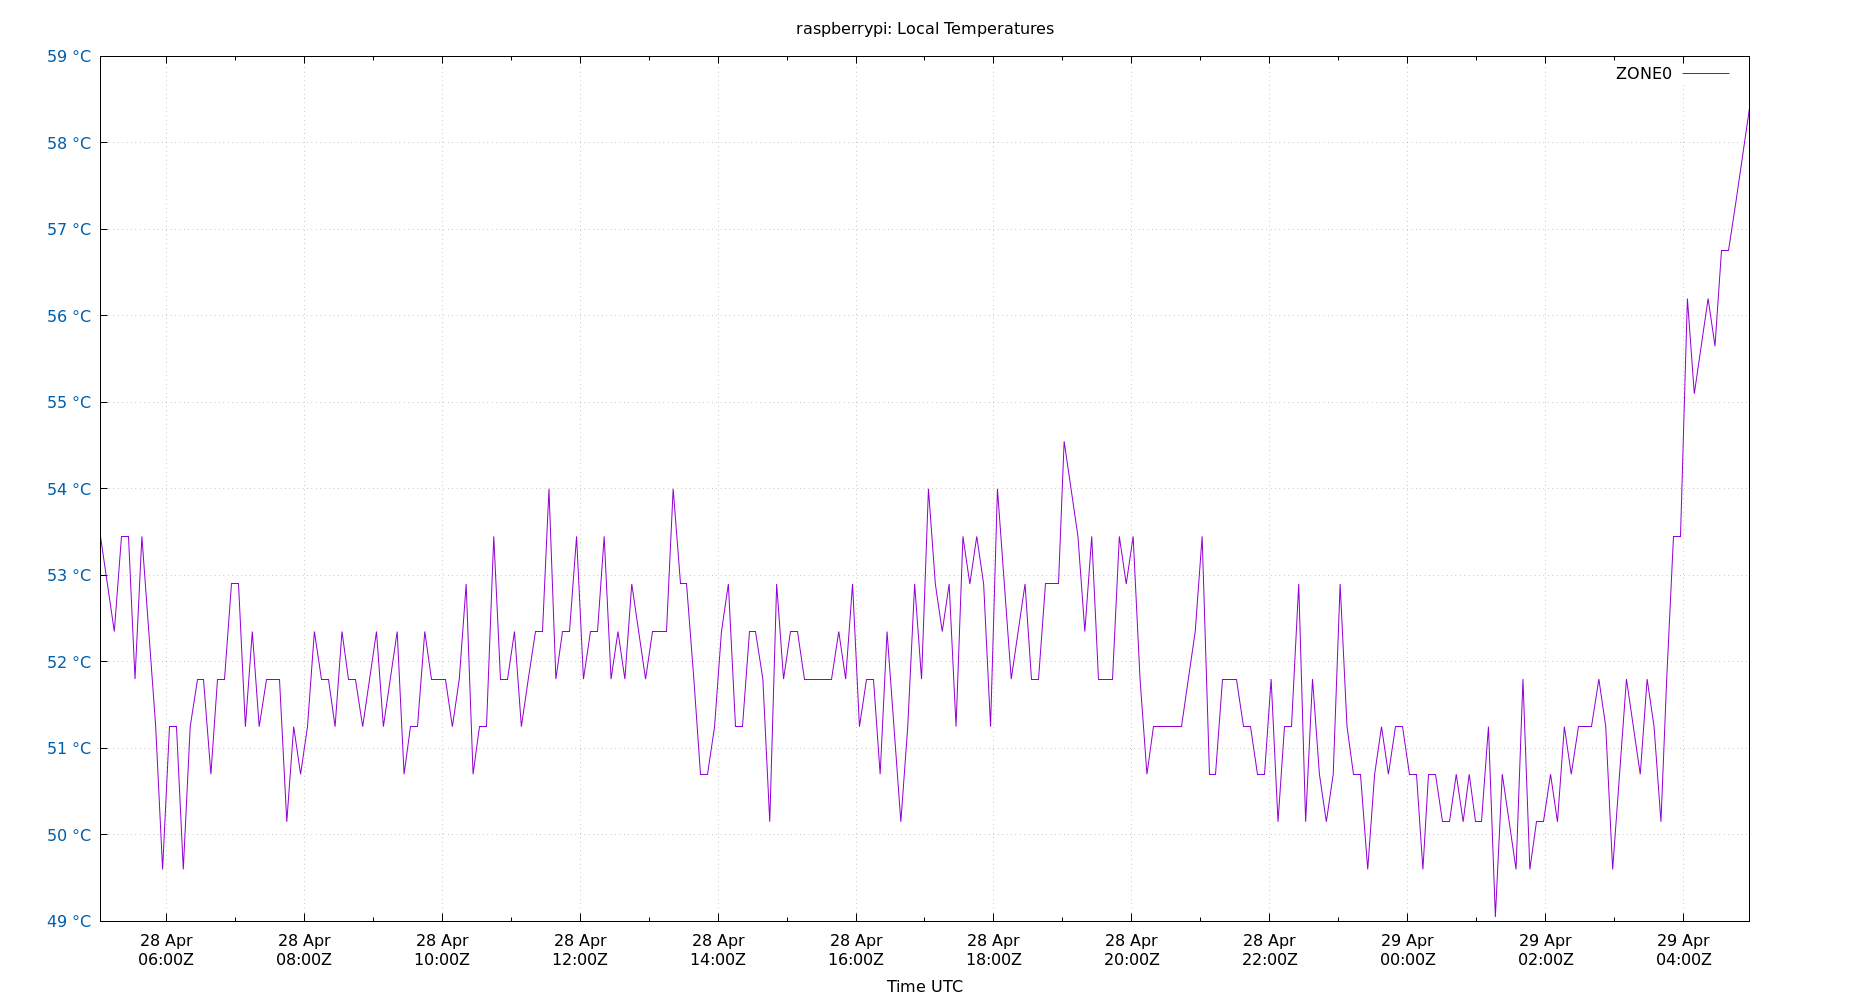 raspberrypi: Local Temperatures
ZONE0
59 °C
58 °C
57 °C
56 °C
55 °C
54 °C
53 °C
52 °C
51 °C
50 °C
49 °C
28 Apr 28 Apr 28 Apr 28 Apr 28 Apr 28 Apr 28 Apr 28 Apr 28 Apr 29 Apr 29 Apr 29 Apr
06:00Z 08:00Z 10:00Z 12:00Z 14:00Z 16:00Z 18:00Z 20:00Z 22:00Z 00:00Z 02:00Z 04:00Z
Time UTC